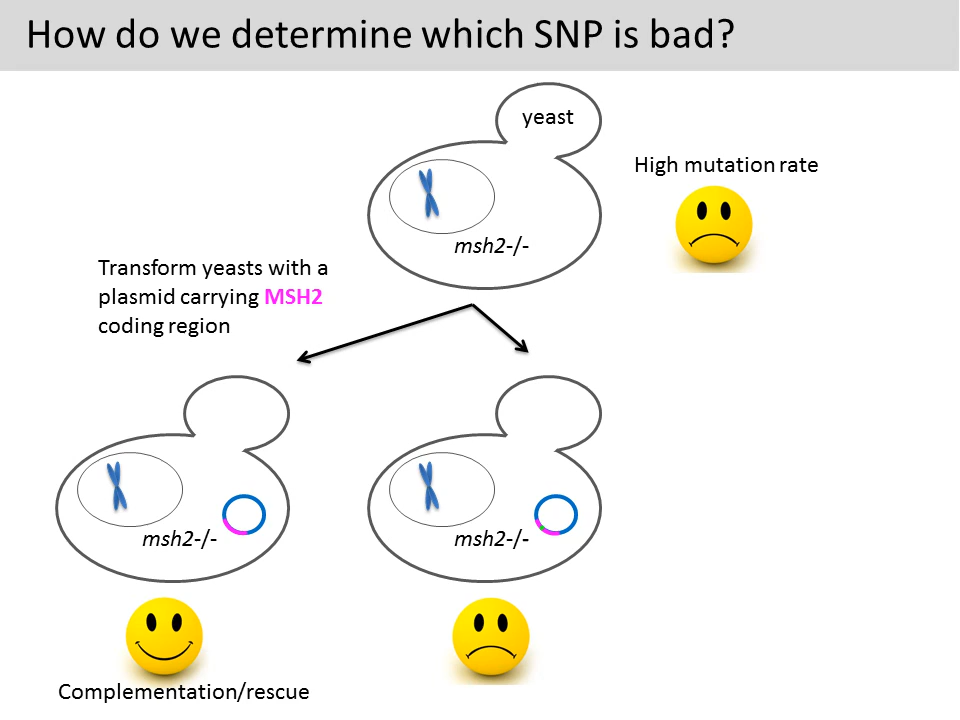 How do we determine which SNP is bad?
yeast
High mutation rate
msh2-/-
Transform yeasts with a
plasmid carrying MSH2
coding region
msh2-/-
msh2-/-
Complementation/rescue